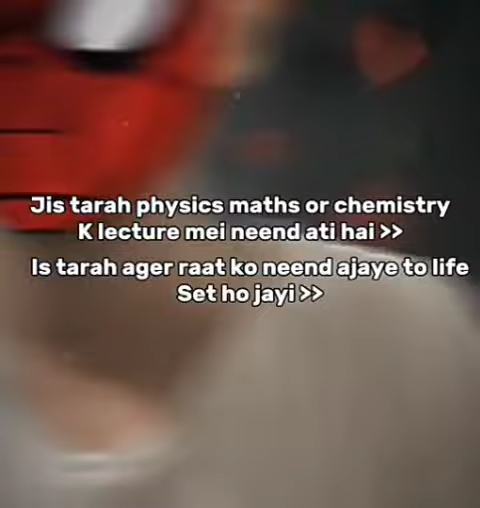 Jis tarah physics maths or chemistry
K lecture mei neend ati hai >>
Is tarah ager raat ko neend ajaye to life
Set ho jayi >>